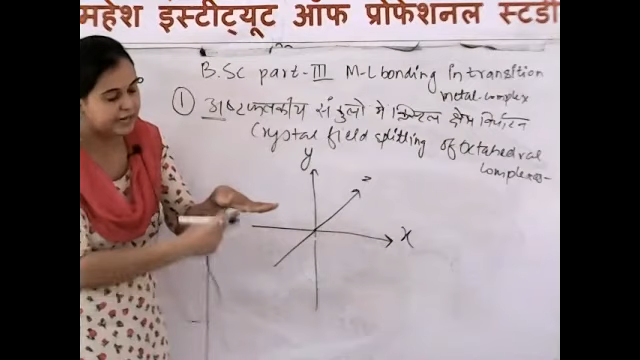 महेश इंस्टीट्यूट ऑफ प्रोफेशनल स्टडी
B.Sc part-III M-L bonding in transition
metal-complex
① अष्टफलकीय संकुलो मे क्रिस्टल क्षेत्र विपाटन
Crystal field splitting of Octahedral
complexes-
y
z
x